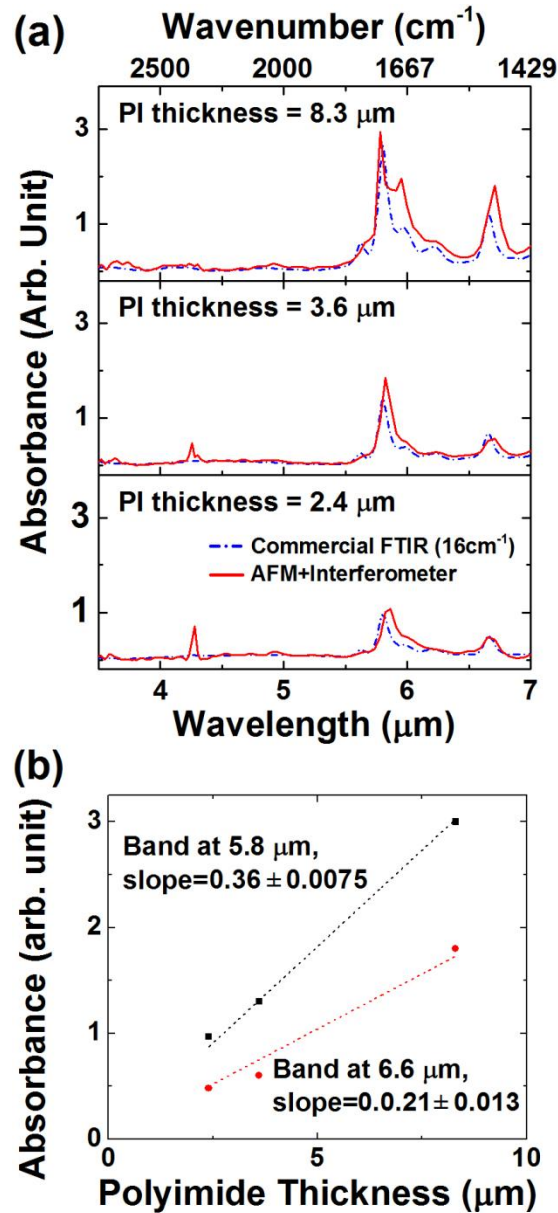 (a)
Wavenumber (cm⁻¹)
2500 2000 1667 1429
PI thickness = 8.3 μm
3
1
PI thickness = 3.6 μm
3
1
PI thickness = 2.4 μm
3
1
Commercial FTIR (16cm⁻¹)
AFM+Interferometer
Absorbance (Arb. Unit)
4 5 6 7
Wavelength (μm)
(b)
3
2
1
0
Band at 5.8 μm,
slope=0.36 ± 0.0075
Band at 6.6 μm,
slope=0.0.21 ± 0.013
Absorbance (arb. unit)
0 5 10
Polyimide Thickness (μm)